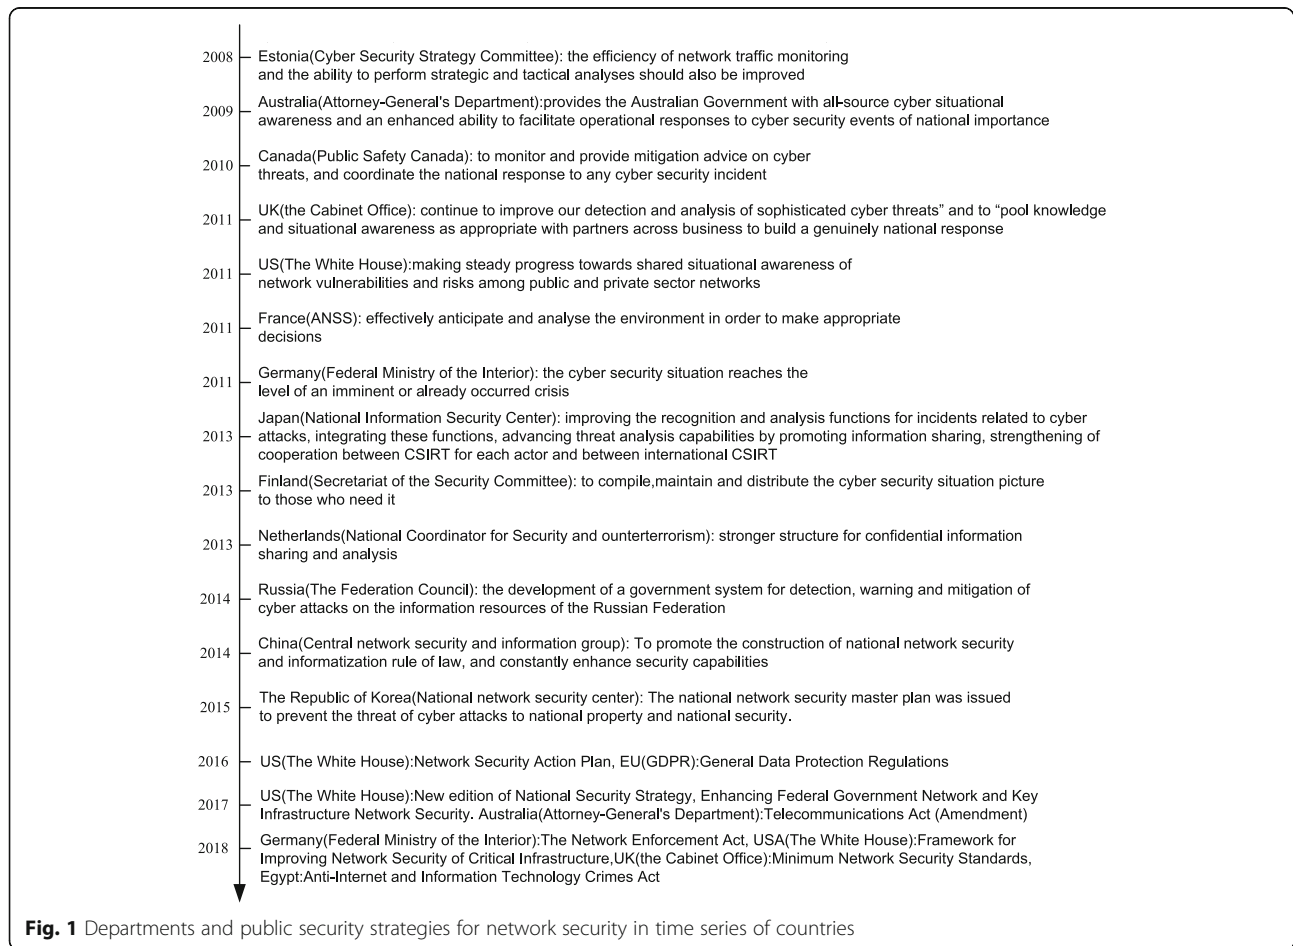 2008 Estonia(Cyber Security Strategy Committee): the efficiency of network traffic monitoring
and the ability to perform strategic and tactical analyses should also be improved
Australia(Attorney-General's Department):provides the Australian Government with all-source cyber situational
2009 awareness and an enhanced ability to facilitate operational responses to cyber security events of national importance
Canada(Public Safety Canada): to monitor and provide mitigation advice on cyber
2010 threats, and coordinate the national response to any cyber security incident
UK(the Cabinet Office): continue to improve our detection and analysis of sophisticated cyber threats” and to “pool knowledge
2011 and situational awareness as appropriate with partners across business to build a genuinely national response
US(The White House):making steady progress towards shared situational awareness of
2011 network vulnerabilities and risks among public and private sector networks
France(ANSS): effectively anticipate and analyse the environment in order to make appropriate
2011 decisions
Germany(Federal Ministry of the Interior): the cyber security situation reaches the
2011 level of an imminent or already occurred crisis
Japan(National Information Security Center): improving the recognition and analysis functions for incidents related to cyber
2013 attacks, integrating these functions, advancing threat analysis capabilities by promoting information sharing, strengthening of
cooperation between CSIRT for each actor and between international CSIRT
2013 Finland(Secretariat of the Security Committee): to compile,maintain and distribute the cyber security situation picture
to those who need it
2013 Netherlands(National Coordinator for Security and ounterterrorism): stronger structure for confidential information
sharing and analysis
2014 Russia(The Federation Council): the development of a government system for detection, warning and mitigation of
cyber attacks on the information resources of the Russian Federation
2014 China(Central network security and information group): To promote the construction of national network security
and informatization rule of law, and constantly enhance security capabilities
2015 The Republic of Korea(National network security center): The national network security master plan was issued
to prevent the threat of cyber attacks to national property and national security.
2016 US(The White House):Network Security Action Plan, EU(GDPR):General Data Protection Regulations
2017 US(The White House):New edition of National Security Strategy, Enhancing Federal Government Network and Key
Infrastructure Network Security. Australia(Attorney-General's Department):Telecommunications Act (Amendment)
2018 Germany(Federal Ministry of the Interior):The Network Enforcement Act, USA(The White House):Framework for
Improving Network Security of Critical Infrastructure,UK(the Cabinet Office):Minimum Network Security Standards,
Egypt:Anti-Internet and Information Technology Crimes Act
Fig. 1 Departments and public security strategies for network security in time series of countries